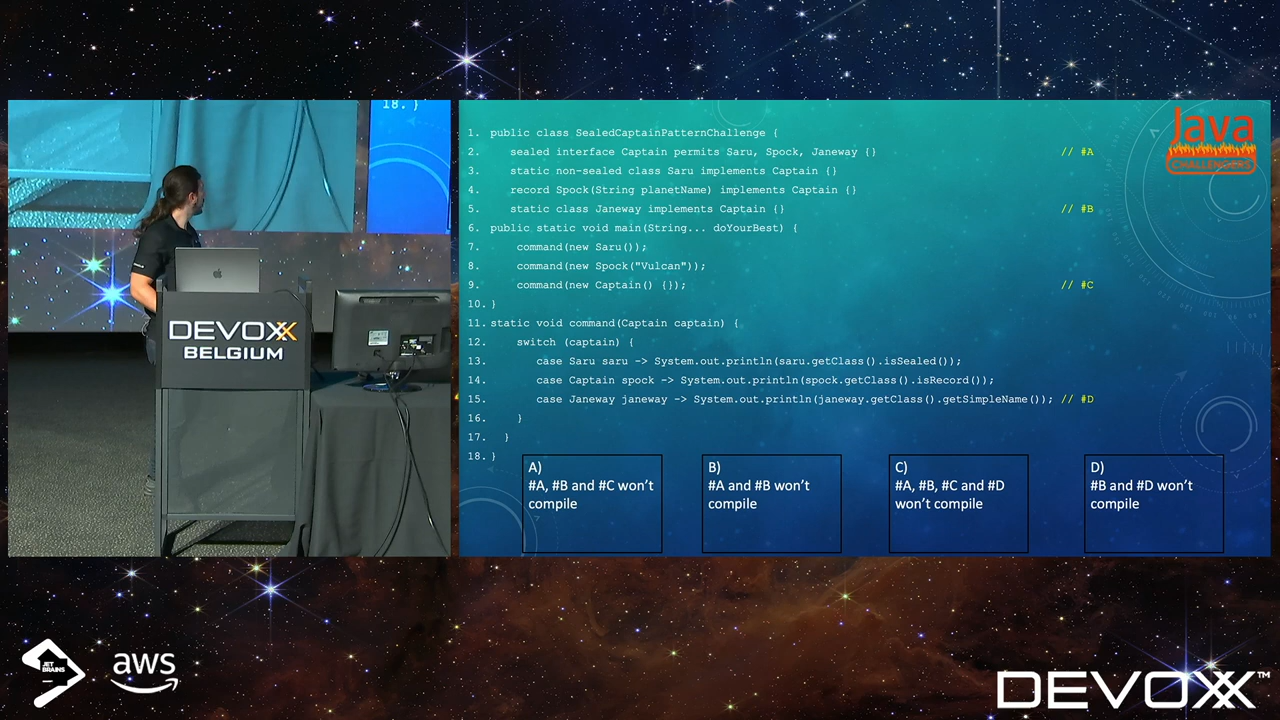 18. }
Java
CHALLENGERS
1. public class SealedCaptainPatternChallenge {
2. sealed interface Captain permits Saru, Spock, Janeway {} // #A
3. static non-sealed class Saru implements Captain {}
4. record Spock(String planetName) implements Captain {}
5. static class Janeway implements Captain {} // #B
6. public static void main(String... doYourBest) {
7. command(new Saru());
8. command(new Spock("Vulcan"));
9. command(new Captain() {}); // #C
10. }
11. static void command(Captain captain) {
12. switch (captain) {
13. case Saru saru -> System.out.println(saru.getClass().isSealed());
14. case Captain spock -> System.out.println(spock.getClass().isRecord());
15. case Janeway janeway -> System.out.println(janeway.getClass().getSimpleName()); // #D
16. }
17. }
18. }
A)
#A, #B and #C won't
compile
B)
#A and #B won't
compile
C)
#A, #B, #C and #D
won't compile
D)
#B and #D won't
compile
DEVOXX
BELGIUM
JET
BRAINS
aws
DEVOXX™